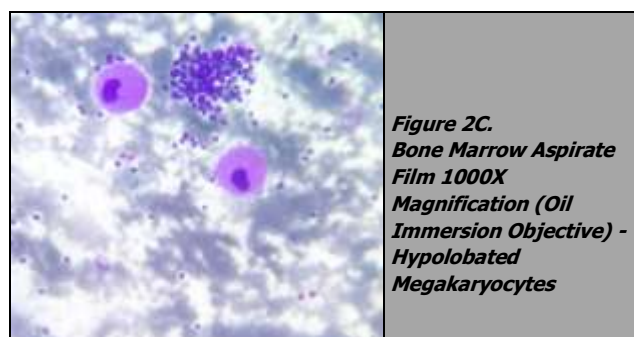 Figure 2C.
Bone Marrow Aspirate
Film 1000X
Magnification (Oil
Immersion Objective) -
Hypolobated
Megakaryocytes